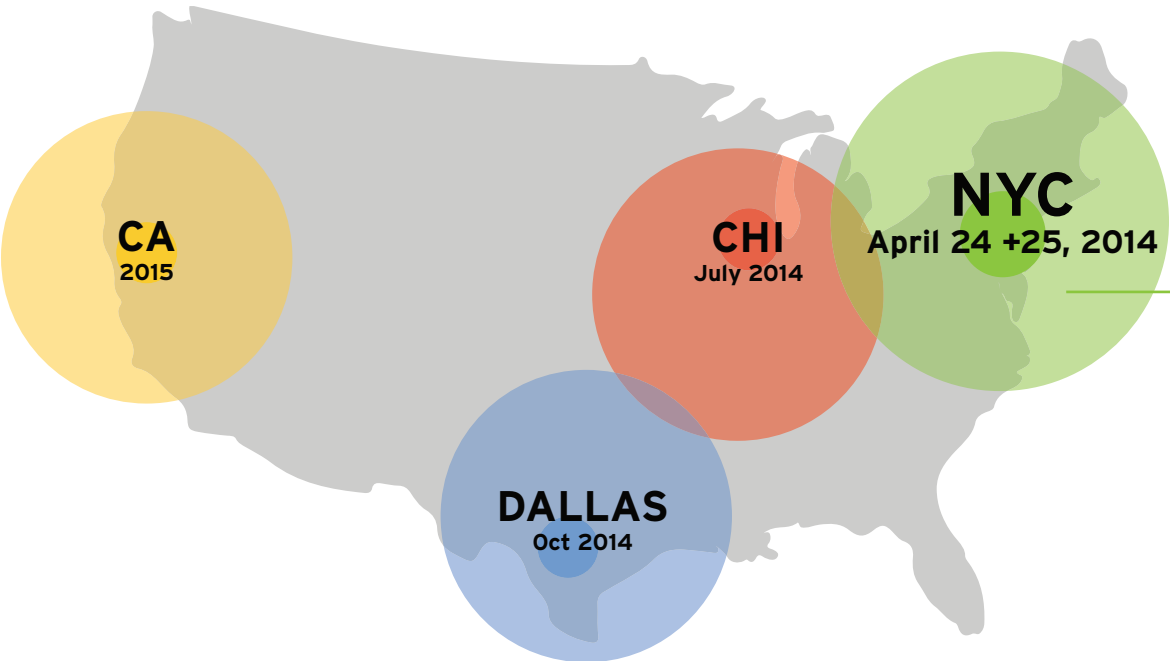 CA
2015
CHI
July 2014
NYC
April 24 +25, 2014
DALLAS
Oct 2014